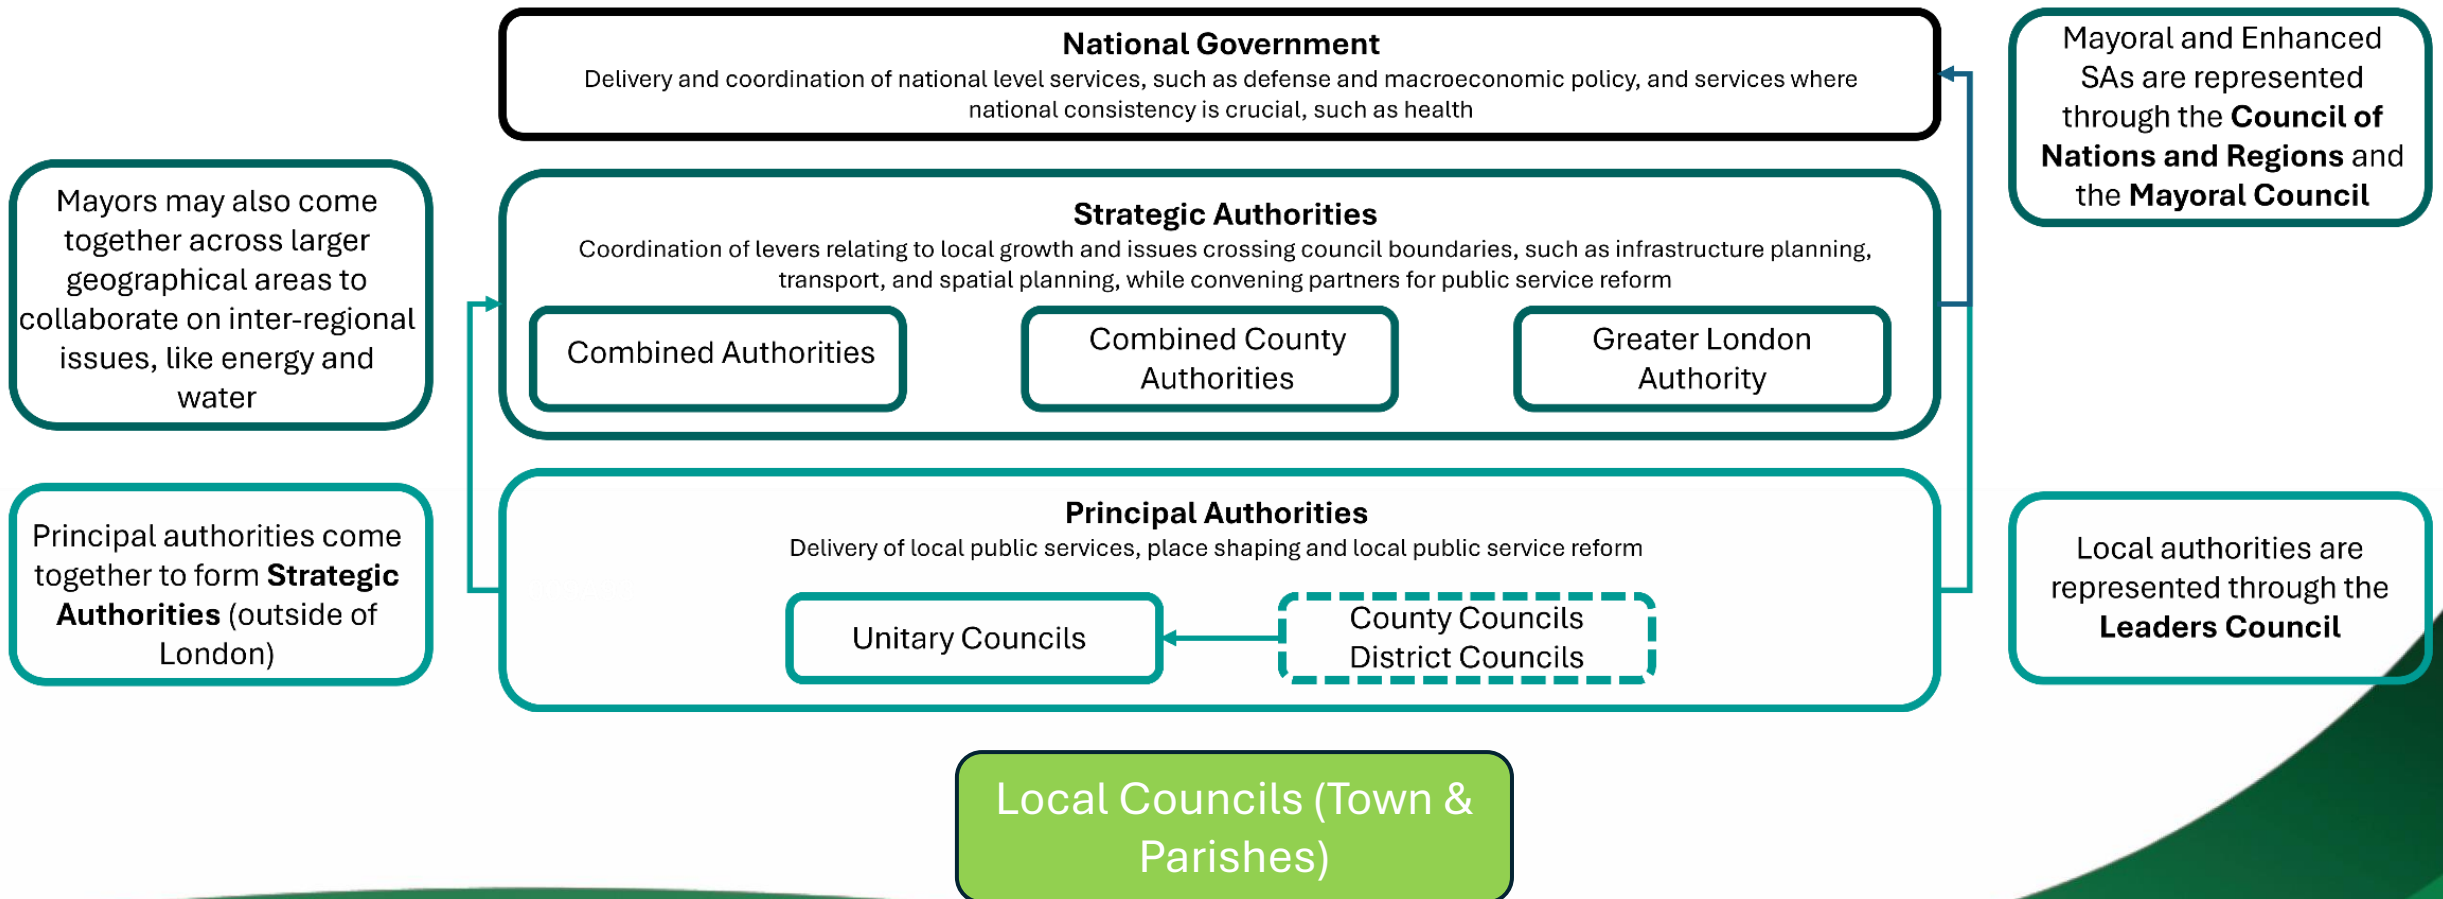 National Government
Delivery and coordination of national level services, such as defense and macroeconomic policy, and services where
national consistency is crucial, such as health
Mayoral and Enhanced
SAs are represented
through the Council of
Nations and Regions and
the Mayoral Council
Mayors may also come
together across larger
geographical areas to
collaborate on inter-regional
issues, like energy and
water
Strategic Authorities
Coordination of levers relating to local growth and issues crossing council boundaries, such as infrastructure planning,
transport, and spatial planning, while convening partners for public service reform
Combined Authorities
Combined County
Authorities
Greater London
Authority
Principal authorities come
together to form Strategic
Authorities (outside of
London)
Principal Authorities
Delivery of local public services, place shaping and local public service reform
Unitary Councils
County Councils
District Councils
Local authorities are
represented through the
Leaders Council
Local Councils (Town &
Parishes)